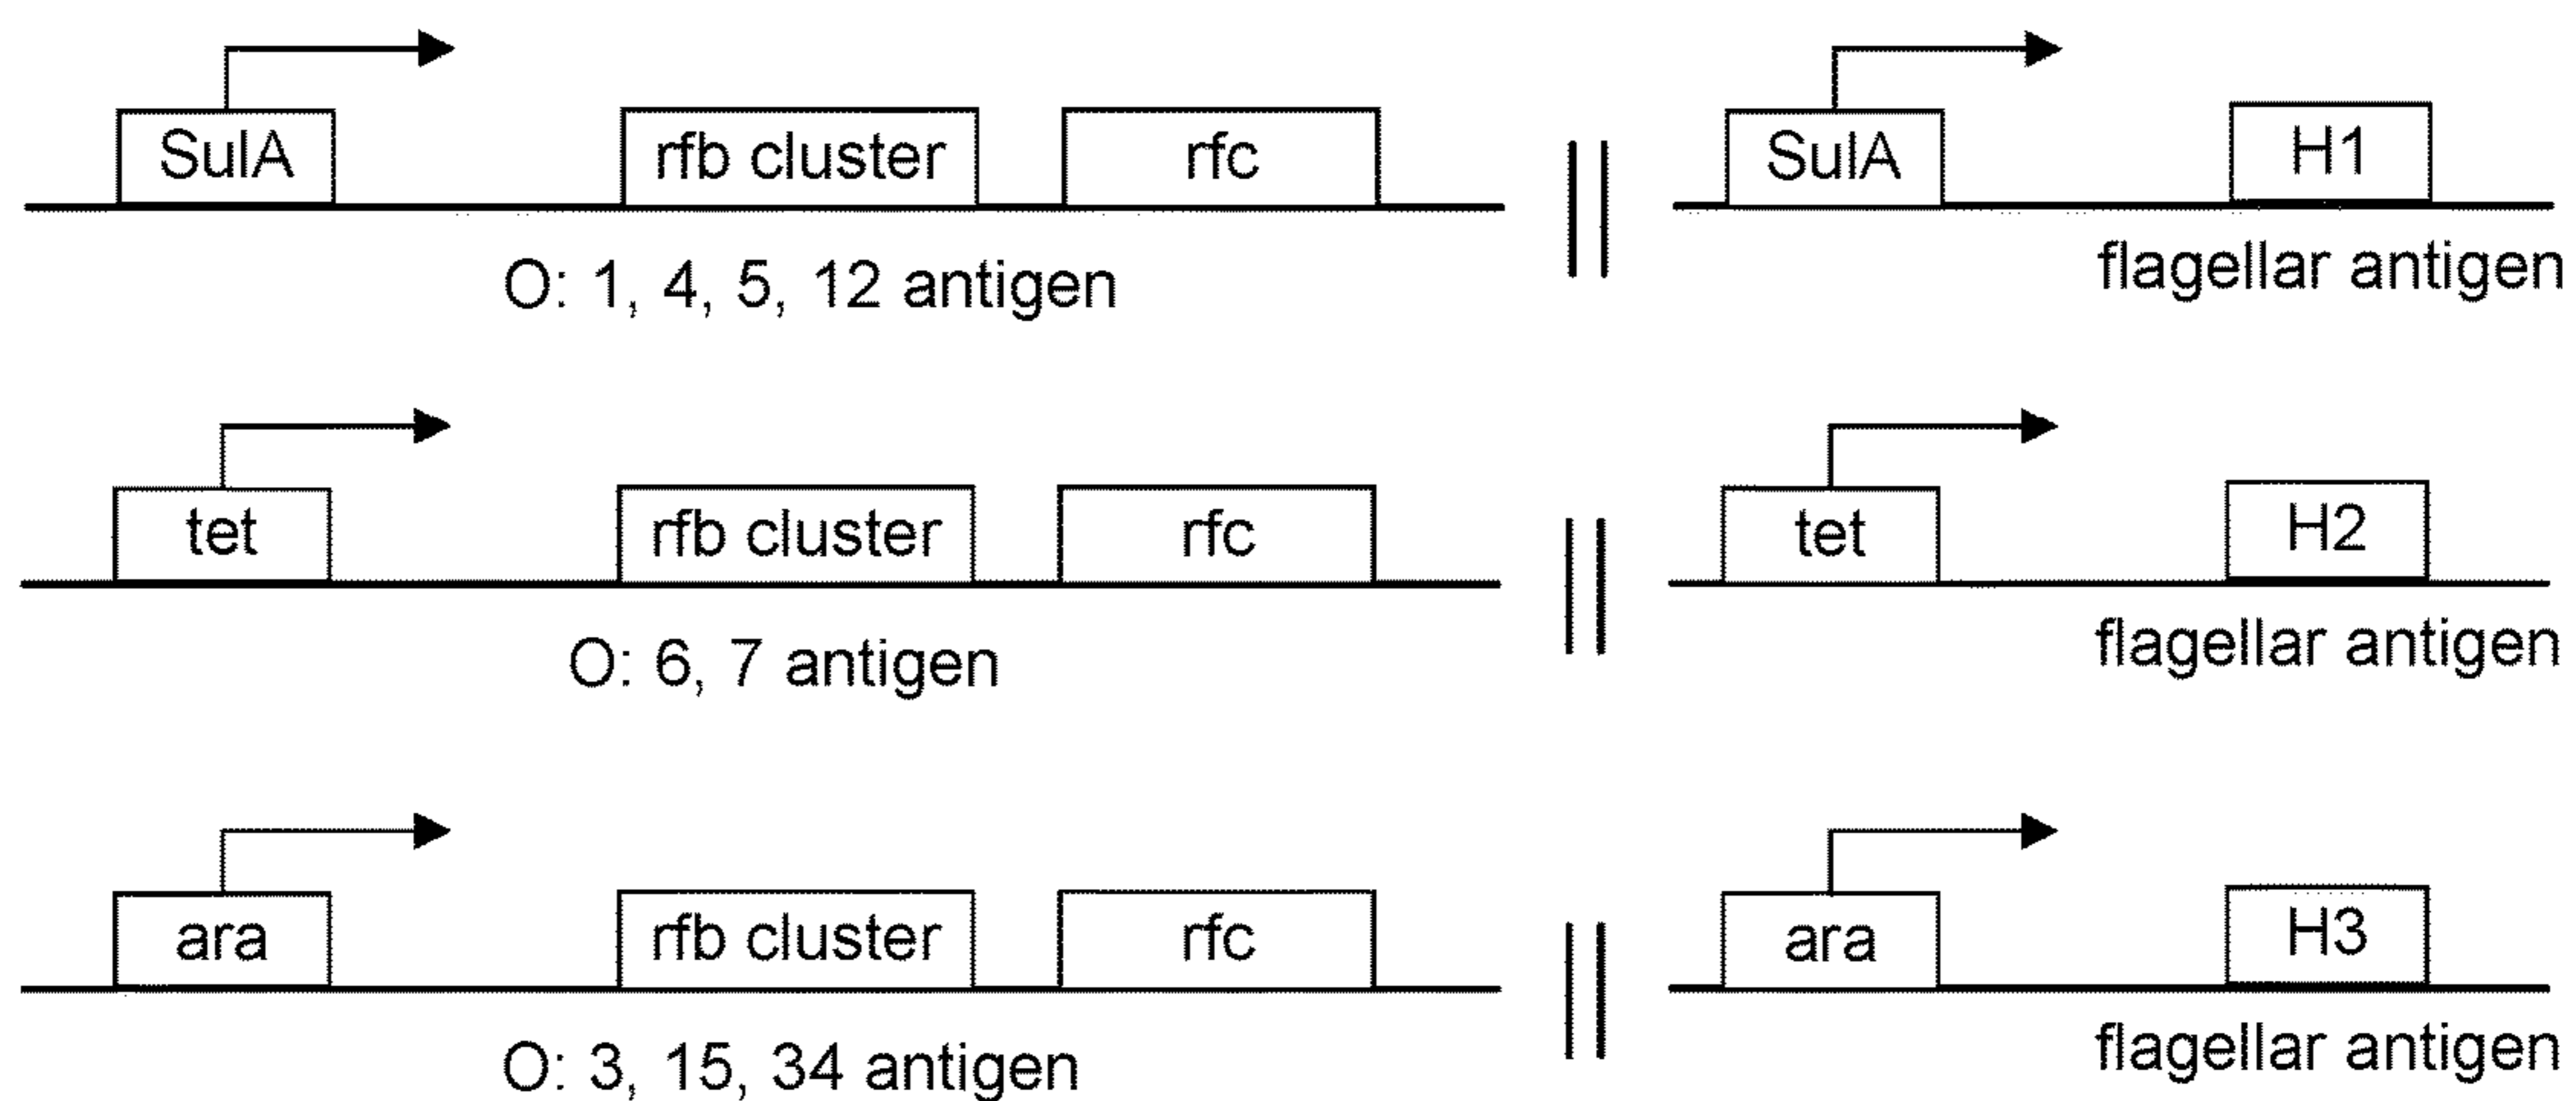 SulA rfb cluster rfc SulA H1
O: 1, 4, 5, 12 antigen flagellar antigen
tet rfb cluster rfc tet H2
O: 6, 7 antigen flagellar antigen
ara rfb cluster rfc ara H3
O: 3, 15, 34 antigen flagellar antigen